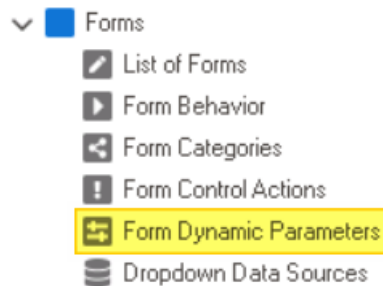 Forms
List of Forms
Form Behavior
Form Categories
Form Control Actions
Form Dynamic Parameters
Dropdown Data Sources